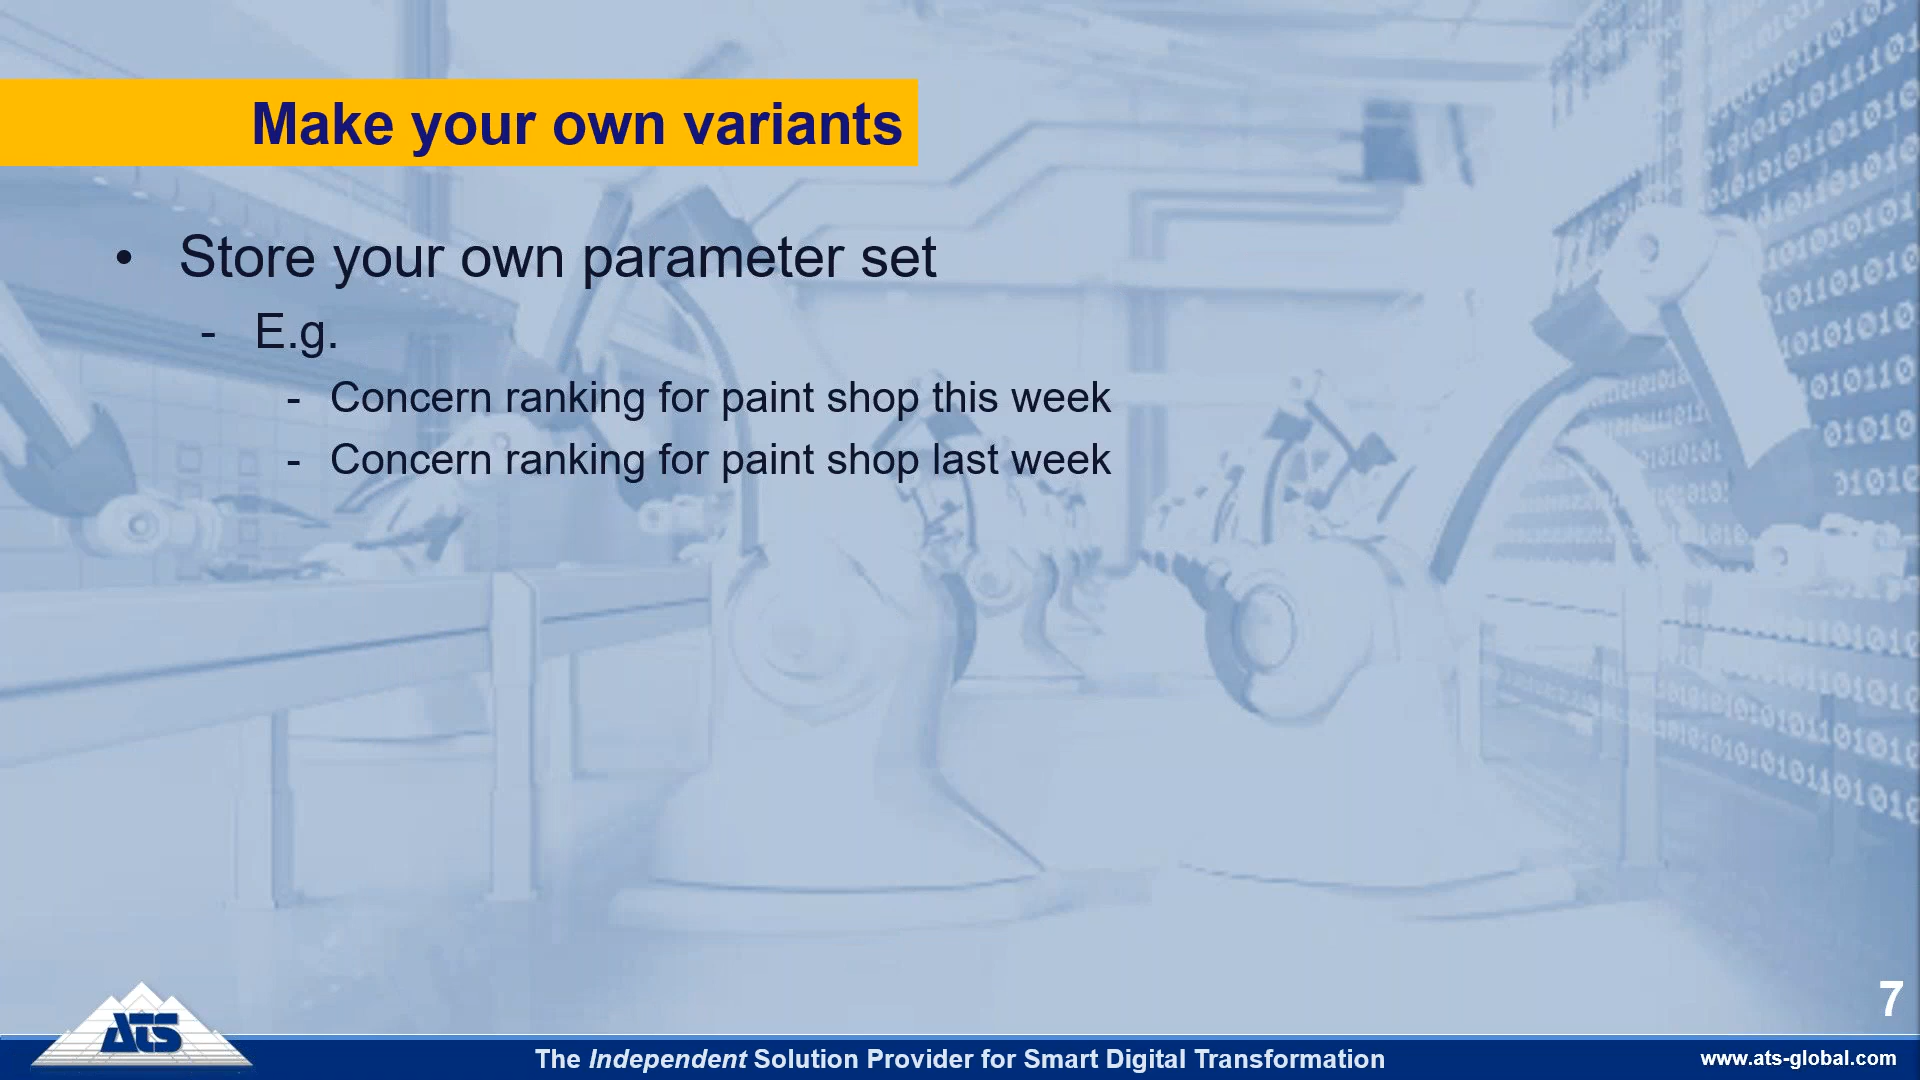 Make your own variants
• Store your own parameter set
- E.g.
- Concern ranking for paint shop this week
- Concern ranking for paint shop last week
7
ATS
The Independent Solution Provider for Smart Digital Transformation
www.ats-global.com